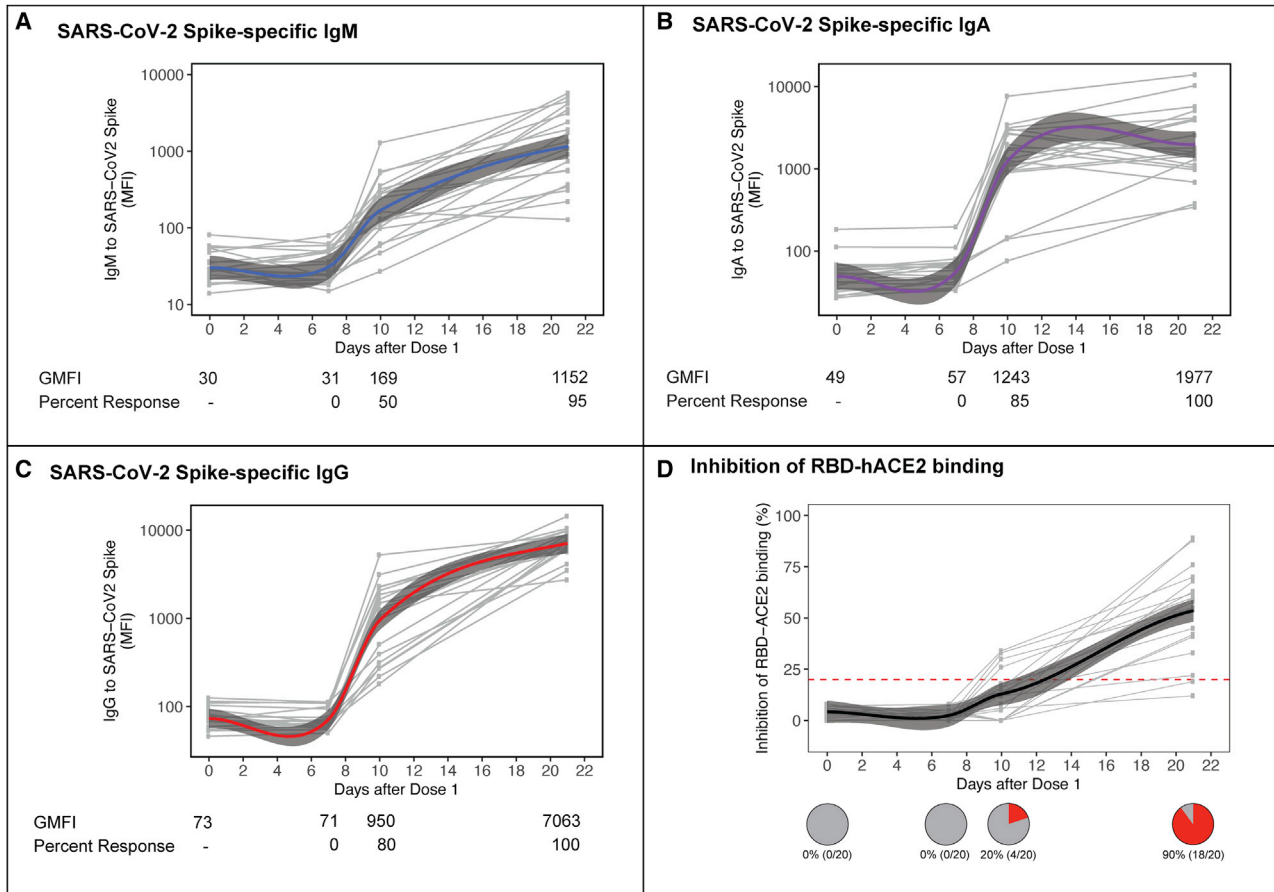 A SARS-CoV-2 Spike-specific IgM
IgM to SARS–CoV2 Spike
(MFI)
10000
1000
100
10
0 2 4 6 8 10 12 14 16 18 20 22
Days after Dose 1
GMFI 30 31 169 1152
Percent Response - 0 50 95
B SARS-CoV-2 Spike-specific IgA
IgA to SARS–CoV2 Spike
(MFI)
10000
1000
100
0 2 4 6 8 10 12 14 16 18 20 22
Days after Dose 1
GMFI 49 57 1243 1977
Percent Response - 0 85 100
C SARS-CoV-2 Spike-specific IgG
IgG to SARS–CoV2 Spike
(MFI)
10000
1000
100
0 2 4 6 8 10 12 14 16 18 20 22
Days after Dose 1
GMFI 73 71 950 7063
Percent Response - 0 80 100
D Inhibition of RBD-hACE2 binding
Inhibition of RBD–ACE2 binding (%)
100
75
50
25
0
0 2 4 6 8 10 12 14 16 18 20 22
Days after Dose 1
0% (0/20) 0% (0/20) 20% (4/20) 90% (18/20)